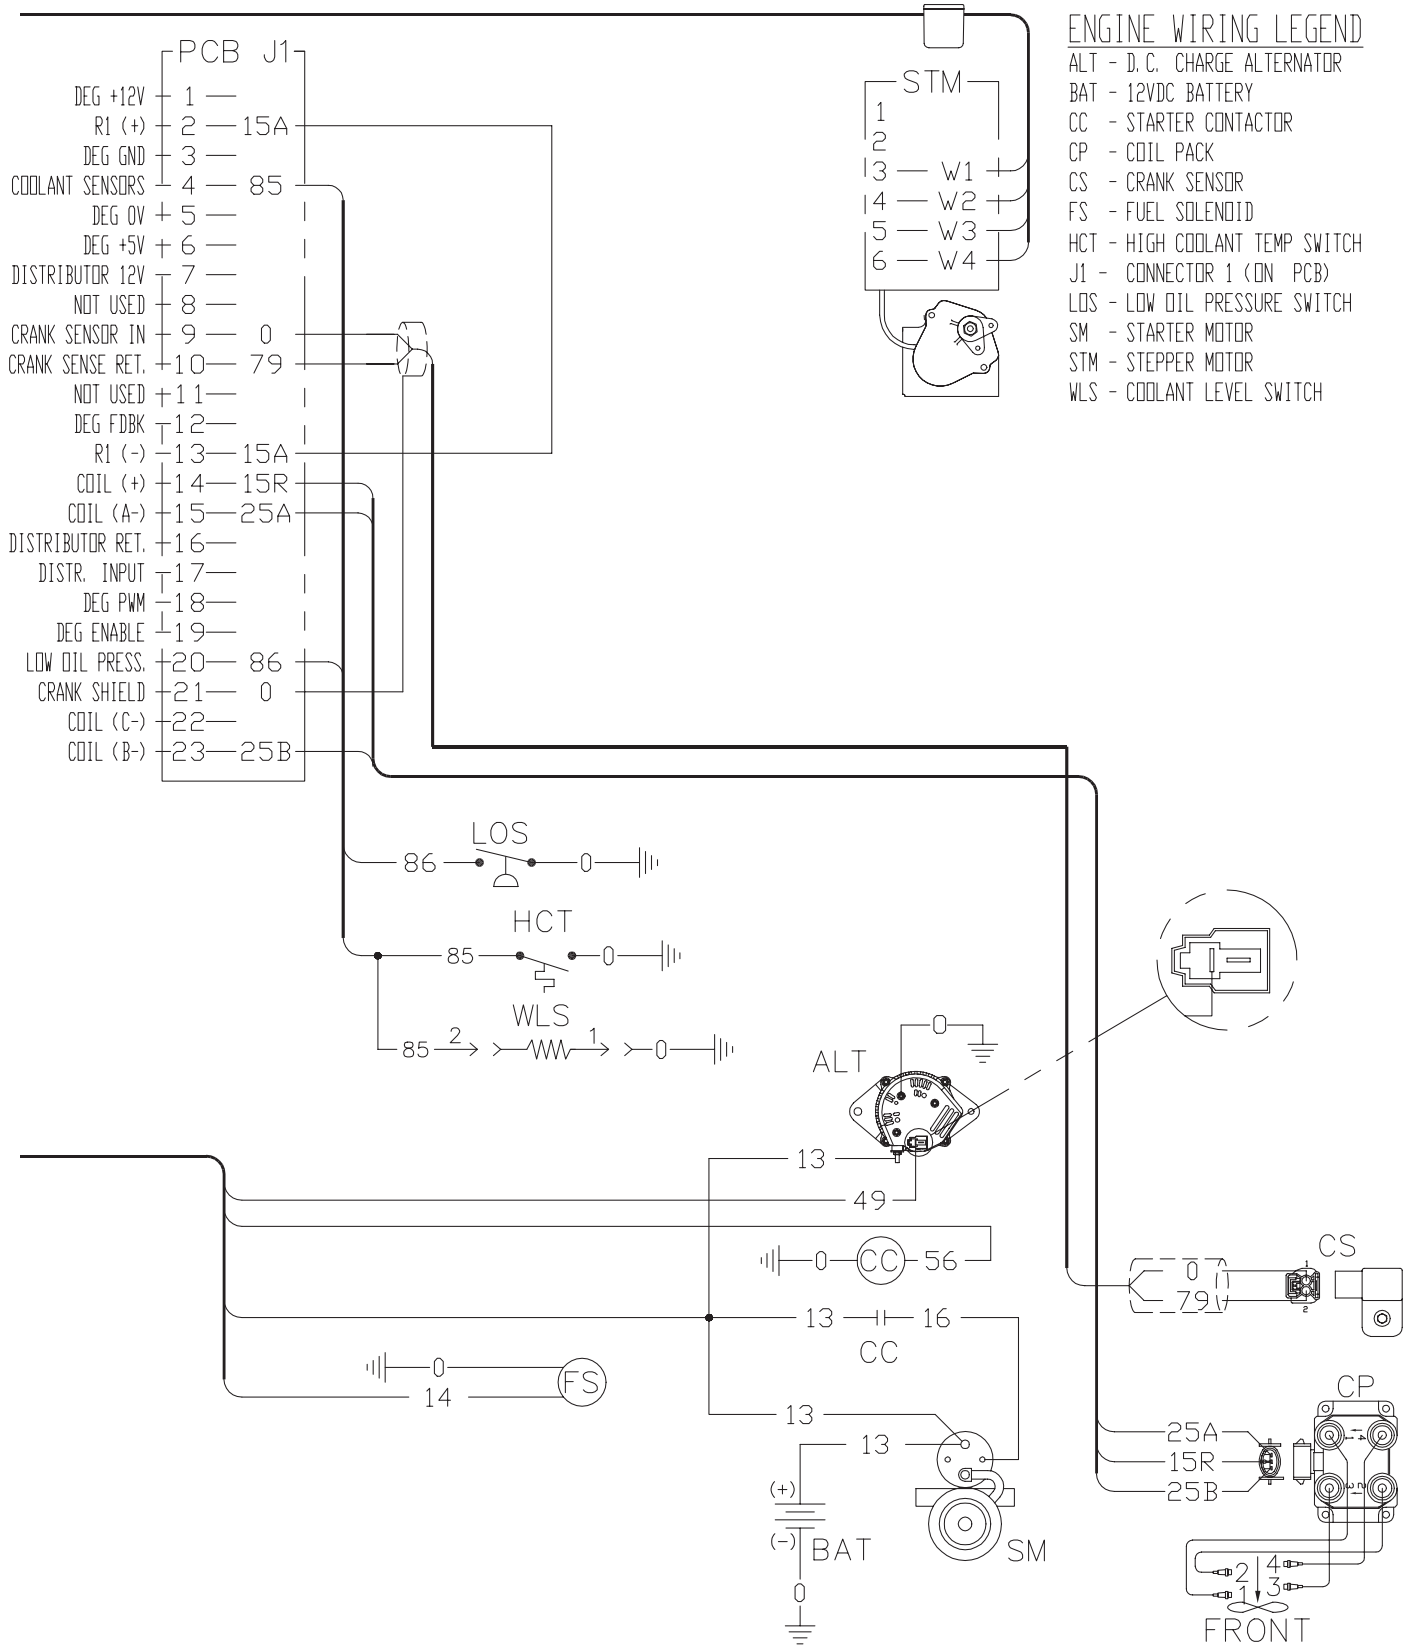 ENGINE WIRING LEGEND
ALT - D.C. CHARGE ALTERNATOR
BAT - 12VDC BATTERY
CC - STARTER CONTACTOR
CP - COIL PACK
CS - CRANK SENSOR
FS - FUEL SOLENOID
HCT - HIGH COOLANT TEMP SWITCH
J1 - CONNECTOR 1 (ON PCB)
LOS - LOW OIL PRESSURE SWITCH
SM - STARTER MOTOR
STM - STEPPER MOTOR
WLS - COOLANT LEVEL SWITCH
PCB J1
DEG +12V 1
R1 (+) 2 15A
DEG GND 3
COOLANT SENSORS 4 85
DEG 0V 5
DEG +5V 6
DISTRIBUTOR 12V 7
NOT USED 8
CRANK SENSOR IN 9 0
CRANK SENSE RET. 10 79
NOT USED 11
DEG FDBK 12
R1 (-) 13 15A
COIL (+) 14 15R
COIL (A-) 15 25A
DISTRIBUTOR RET. 16
DISTR. INPUT 17
DEG PWM 18
DEG ENABLE 19
LOW OIL PRESS. 20 86
CRANK SHIELD 21 0
COIL (C-) 22
COIL (B-) 23 25B
STM
1
2
3 W1
4 W2
5 W3
6 W4
LOS
86 0
HCT
85 0
WLS
85 2 1 0
0
ALT
13
49
0 CC 56
13 16
CC
0
14 FS
13
13
(+)
(-)
BAT
0
SM
CS
1
0
79
2
CP
25A
15R
25B
1 4
3 2
2 4
1 3
FRONT